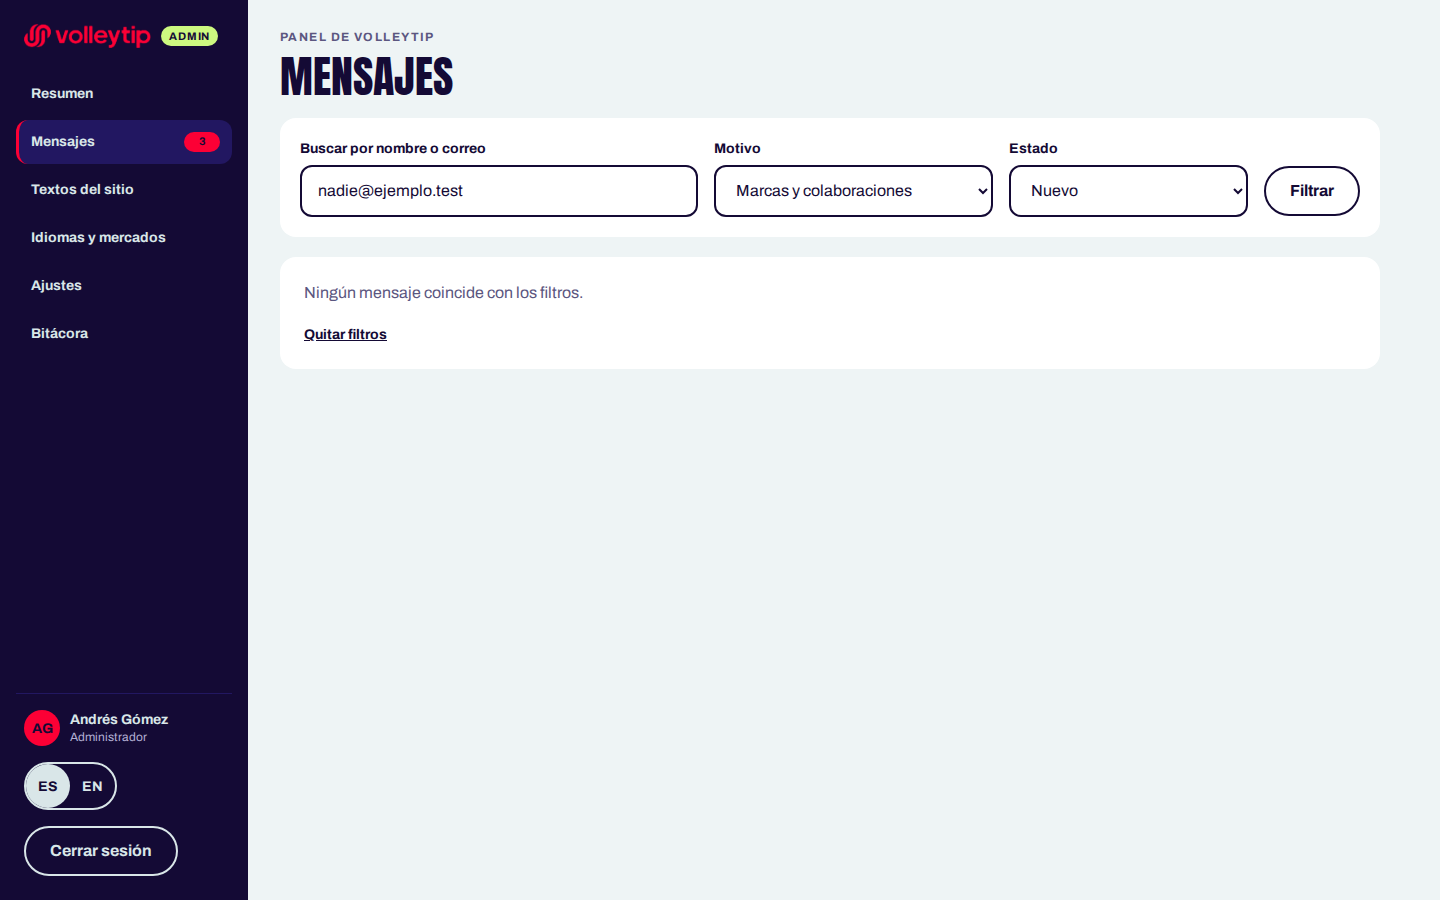 volleytip ADMIN
Resumen
Mensajes 3
Textos del sitio
Idiomas y mercados
Ajustes
Bitácora
Andrés Gómez
AG
Administrador
ES EN
Cerrar sesión
PANEL DE VOLLEYTIP
MENSAJES
Buscar por nombre o correo Motivo Estado
nadie@ejemplo.test Marcas y colaboraciones Nuevo Filtrar
Ningún mensaje coincide con los filtros.
Quitar filtros